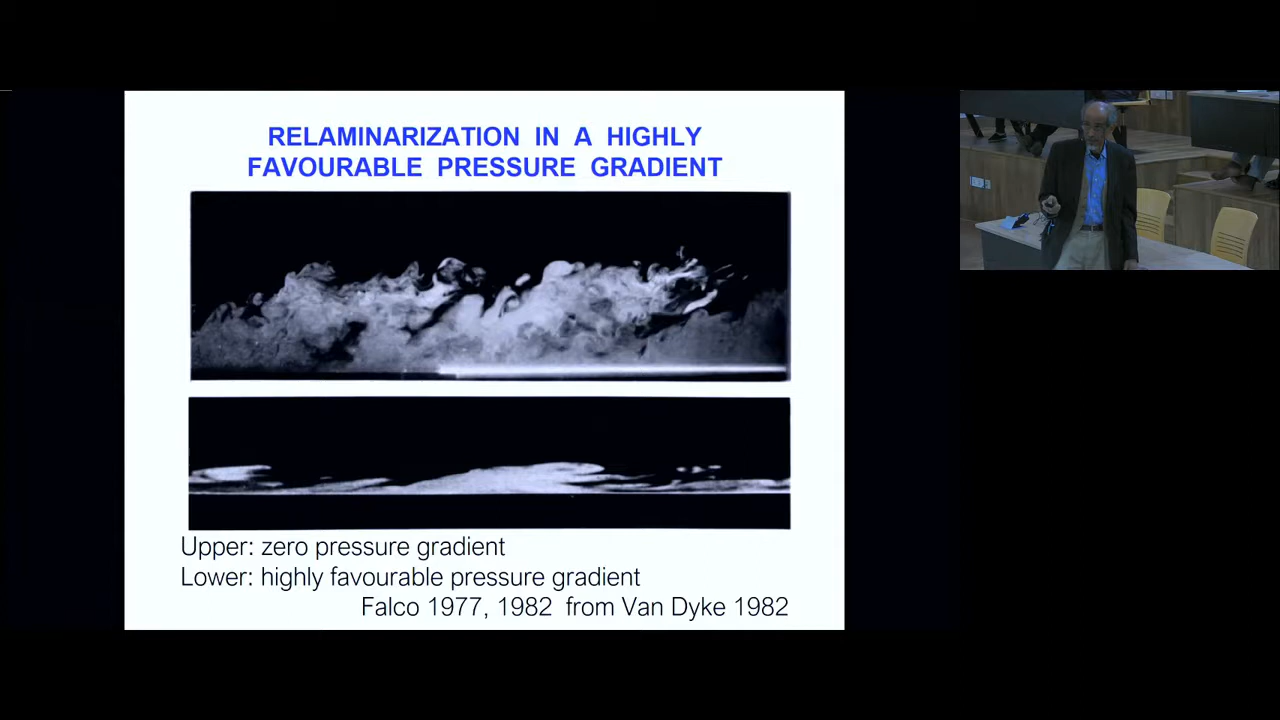 RELAMINARIZATION IN A HIGHLY
FAVOURABLE PRESSURE GRADIENT
Upper: zero pressure gradient
Lower: highly favourable pressure gradient
Falco 1977, 1982 from Van Dyke 1982